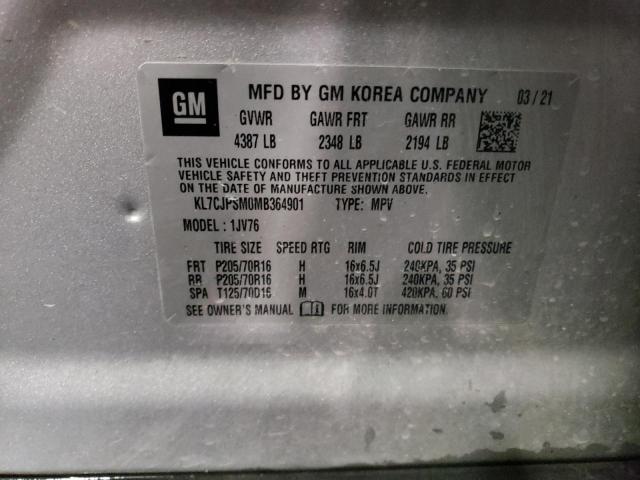 GM
MFD BY GM KOREA COMPANY 03/21
GVWR GAWR FRT GAWR RR
4387 LB 2348 LB 2194 LB
THIS VEHICLE CONFORMS TO ALL APPLICABLE U.S. FEDERAL MOTOR
VEHICLE SAFETY AND THEFT PREVENTION STANDARDS IN EFFECT
ON THE DATE OF MANUFACTURE SHOWN ABOVE.
KL7CJPSM0MB364901 TYPE: MPV
MODEL: 1JV76
TIRE SIZE SPEED RTG RIM COLD TIRE PRESSURE
FRT P205/70R16 H 16x6.5J 240KPA, 35 PSI
RR P205/70R16 H 16x6.5J 240KPA, 35 PSI
SPA T125/70D16 M 16x4.0T 420KPA, 60 PSI
SEE OWNER'S MANUAL FOR MORE INFORMATION.